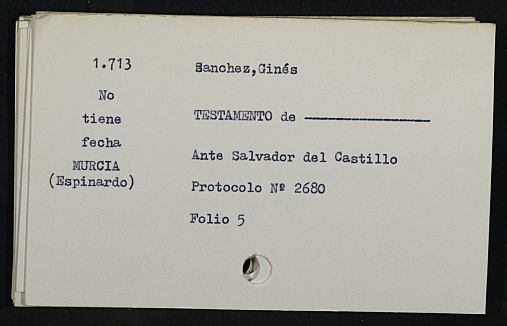 1.713
No
tiene
fecha
MURCIA
(Espinardo)
Sanchez,Ginés
TESTAMENTO de ------------------
Ante Salvador del Castillo
Protocolo Nº 2680
Folio 5